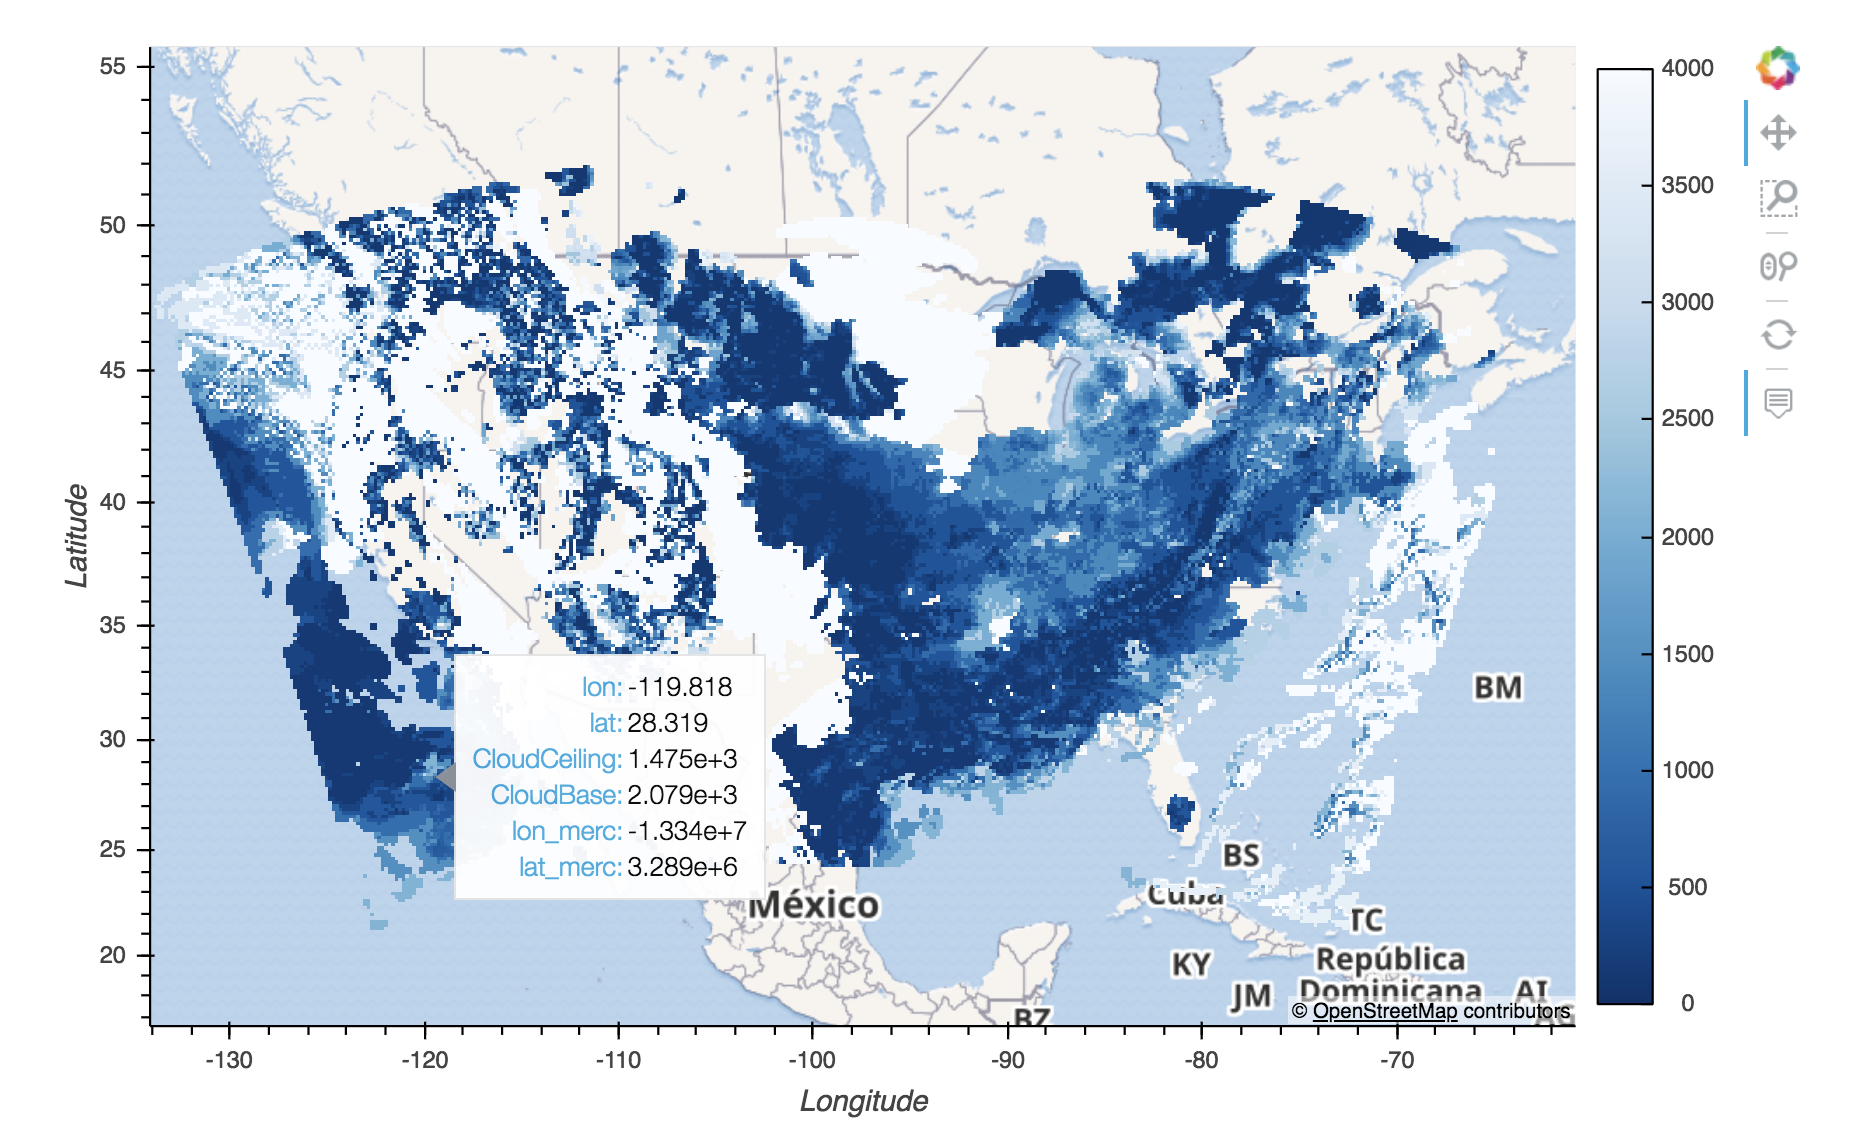 55
50
45
40
35
30
25
20
Latitude
-130
-120
-110
-100
-90
-80
-70
Longitude
lon: -119.818
lat: 28.319
CloudCeiling: 1.475e+3
CloudBase: 2.079e+3
lon_merc: -1.334e+7
lat_merc: 3.289e+6
México
BM
BS
Cuba
TC
KY
República
JM
Dominicana
AI
BZ
AG
© OpenStreetMap contributors
4000
3500
3000
2500
2000
1500
1000
500
0